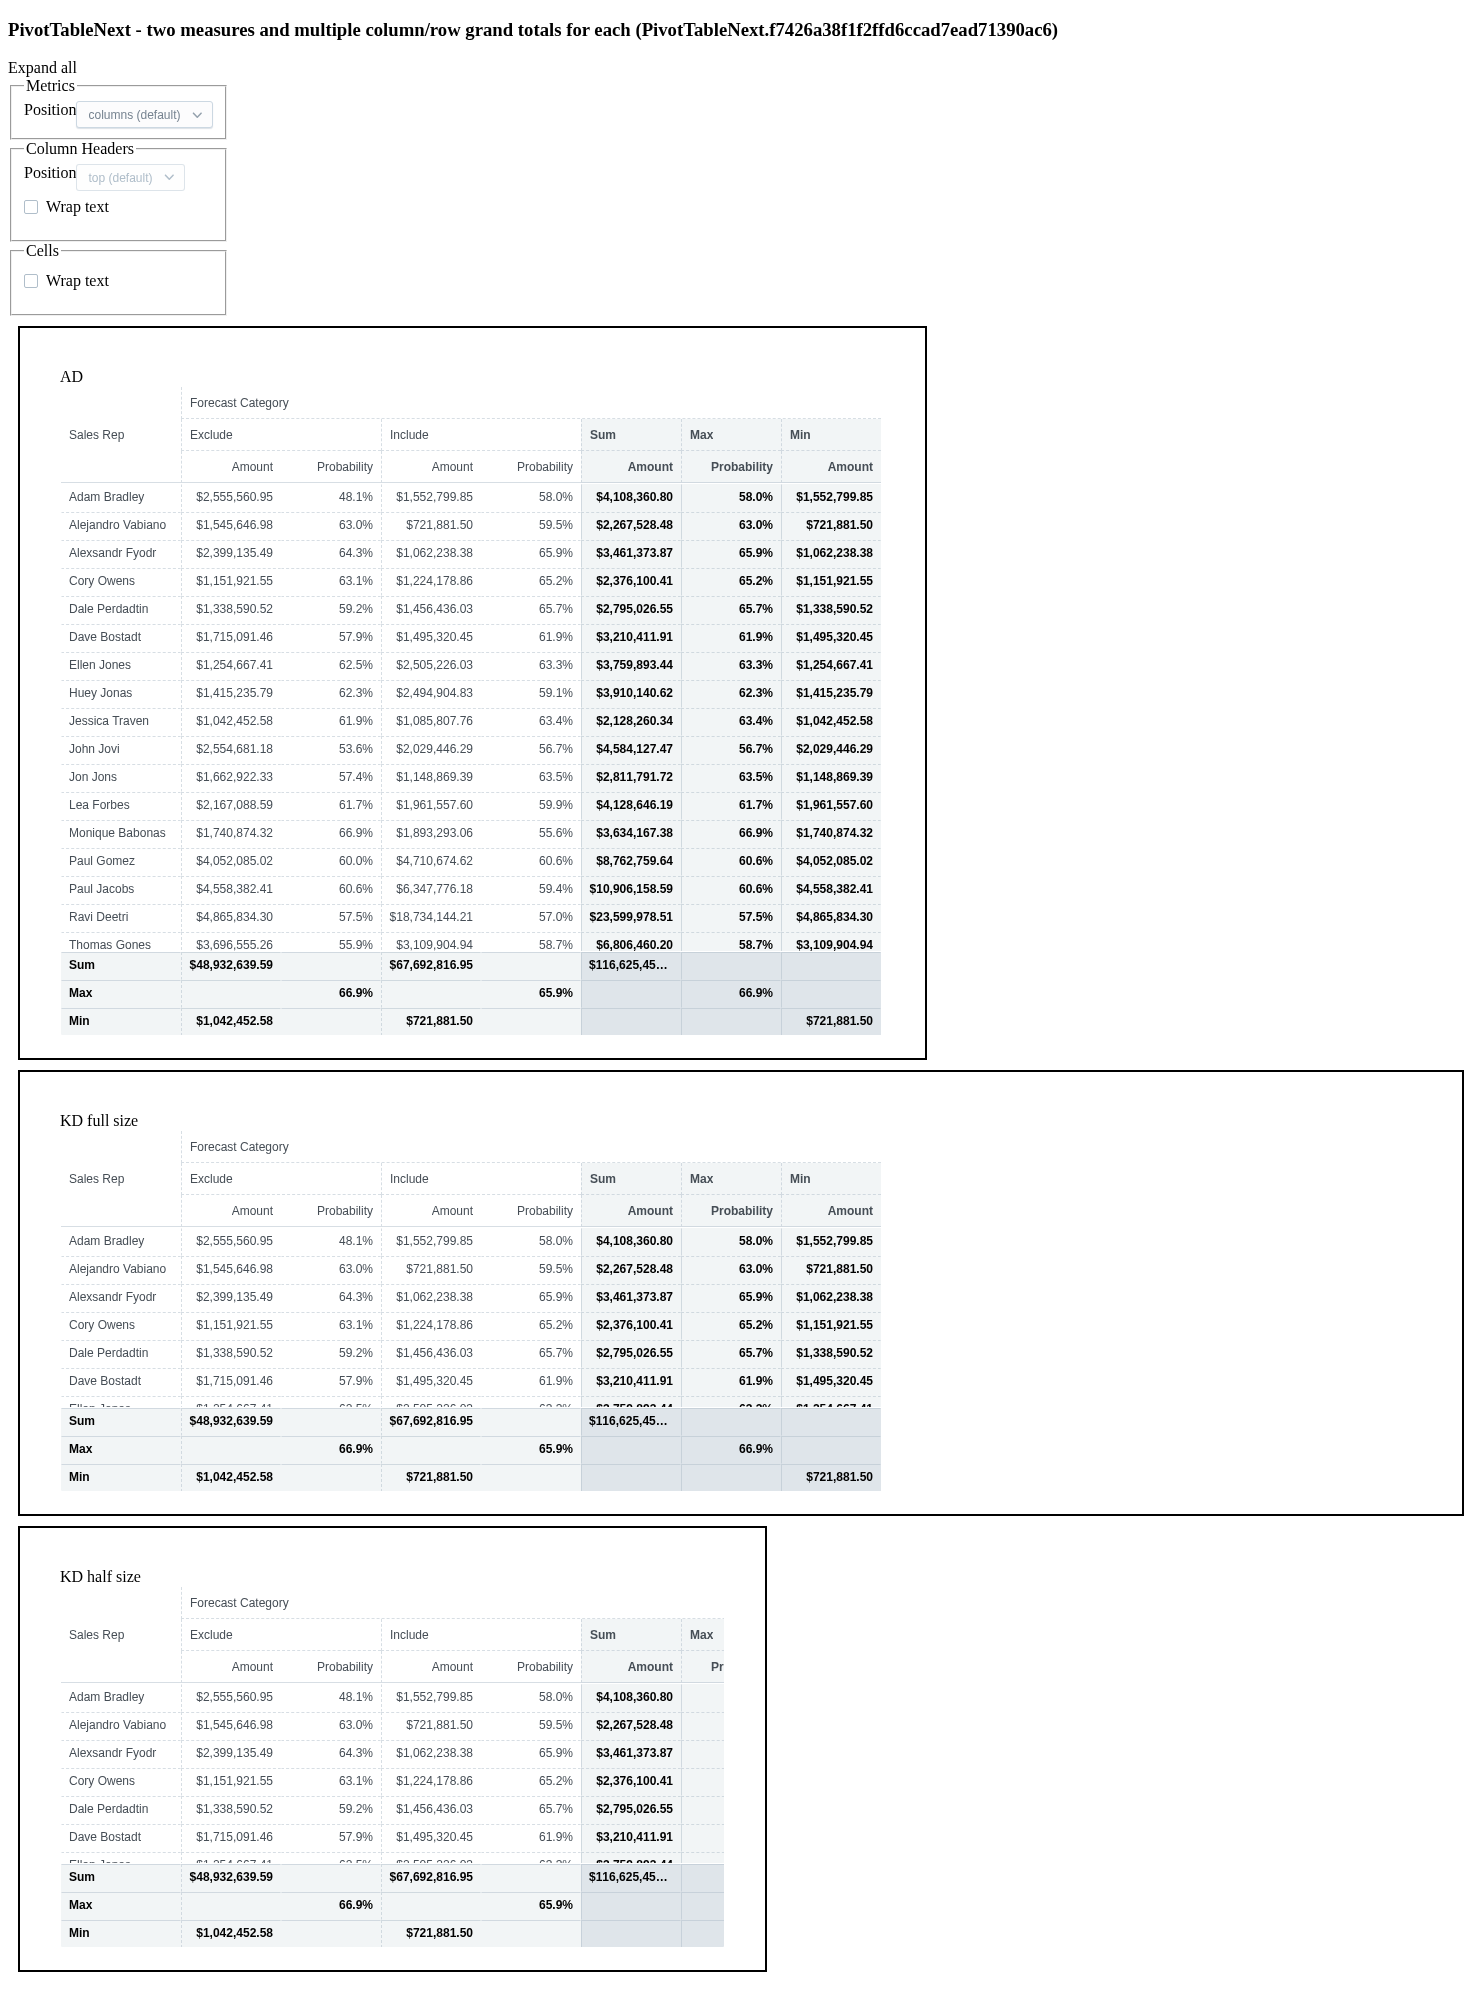 PivotTableNext - two measures and multiple column/row grand totals for each (PivotTableNext.f7426a38f1f2ffd6ccad7ead71390ac6)
Expand all
Metrics
Position columns (default)
Column Headers
Position top (default)
Wrap text
Cells
Wrap text
AD
Forecast Category
Sales Rep Exclude Include Sum Max Min
Amount Probability Amount Probability Amount Probability Amount
Adam Bradley $2,555,560.95 48.1% $1,552,799.85 58.0% $4,108,360.80 58.0% $1,552,799.85
Alejandro Vabiano $1,545,646.98 63.0% $721,881.50 59.5% $2,267,528.48 63.0% $721,881.50
Alexsandr Fyodr $2,399,135.49 64.3% $1,062,238.38 65.9% $3,461,373.87 65.9% $1,062,238.38
Cory Owens $1,151,921.55 63.1% $1,224,178.86 65.2% $2,376,100.41 65.2% $1,151,921.55
Dale Perdadtin $1,338,590.52 59.2% $1,456,436.03 65.7% $2,795,026.55 65.7% $1,338,590.52
Dave Bostadt $1,715,091.46 57.9% $1,495,320.45 61.9% $3,210,411.91 61.9% $1,495,320.45
Ellen Jones $1,254,667.41 62.5% $2,505,226.03 63.3% $3,759,893.44 63.3% $1,254,667.41
Huey Jonas $1,415,235.79 62.3% $2,494,904.83 59.1% $3,910,140.62 62.3% $1,415,235.79
Jessica Traven $1,042,452.58 61.9% $1,085,807.76 63.4% $2,128,260.34 63.4% $1,042,452.58
John Jovi $2,554,681.18 53.6% $2,029,446.29 56.7% $4,584,127.47 56.7% $2,029,446.29
Jon Jons $1,662,922.33 57.4% $1,148,869.39 63.5% $2,811,791.72 63.5% $1,148,869.39
Lea Forbes $2,167,088.59 61.7% $1,961,557.60 59.9% $4,128,646.19 61.7% $1,961,557.60
Monique Babonas $1,740,874.32 66.9% $1,893,293.06 55.6% $3,634,167.38 66.9% $1,740,874.32
Paul Gomez $4,052,085.02 60.0% $4,710,674.62 60.6% $8,762,759.64 60.6% $4,052,085.02
Paul Jacobs $4,558,382.41 60.6% $6,347,776.18 59.4% $10,906,158.59 60.6% $4,558,382.41
Ravi Deetri $4,865,834.30 57.5% $18,734,144.21 57.0% $23,599,978.51 57.5% $4,865,834.30
Thomas Gones $3,696,555.26 55.9% $3,109,904.94 58.7% $6,806,460.20 58.7% $3,109,904.94
Sum $48,932,639.59 $67,692,816.95 $116,625,45…
Max 66.9% 65.9% 66.9%
Min $1,042,452.58 $721,881.50 $721,881.50
KD full size
Forecast Category
Sales Rep Exclude Include Sum Max Min
Amount Probability Amount Probability Amount Probability Amount
Adam Bradley $2,555,560.95 48.1% $1,552,799.85 58.0% $4,108,360.80 58.0% $1,552,799.85
Alejandro Vabiano $1,545,646.98 63.0% $721,881.50 59.5% $2,267,528.48 63.0% $721,881.50
Alexsandr Fyodr $2,399,135.49 64.3% $1,062,238.38 65.9% $3,461,373.87 65.9% $1,062,238.38
Cory Owens $1,151,921.55 63.1% $1,224,178.86 65.2% $2,376,100.41 65.2% $1,151,921.55
Dale Perdadtin $1,338,590.52 59.2% $1,456,436.03 65.7% $2,795,026.55 65.7% $1,338,590.52
Dave Bostadt $1,715,091.46 57.9% $1,495,320.45 61.9% $3,210,411.91 61.9% $1,495,320.45
Sum $48,932,639.59 $67,692,816.95 $116,625,45…
Max 66.9% 65.9% 66.9%
Min $1,042,452.58 $721,881.50 $721,881.50
KD half size
Forecast Category
Sales Rep Exclude Include Sum Max
Amount Probability Amount Probability Amount Pr
Adam Bradley $2,555,560.95 48.1% $1,552,799.85 58.0% $4,108,360.80
Alejandro Vabiano $1,545,646.98 63.0% $721,881.50 59.5% $2,267,528.48
Alexsandr Fyodr $2,399,135.49 64.3% $1,062,238.38 65.9% $3,461,373.87
Cory Owens $1,151,921.55 63.1% $1,224,178.86 65.2% $2,376,100.41
Dale Perdadtin $1,338,590.52 59.2% $1,456,436.03 65.7% $2,795,026.55
Dave Bostadt $1,715,091.46 57.9% $1,495,320.45 61.9% $3,210,411.91
Sum $48,932,639.59 $67,692,816.95 $116,625,45…
Max 66.9% 65.9%
Min $1,042,452.58 $721,881.50